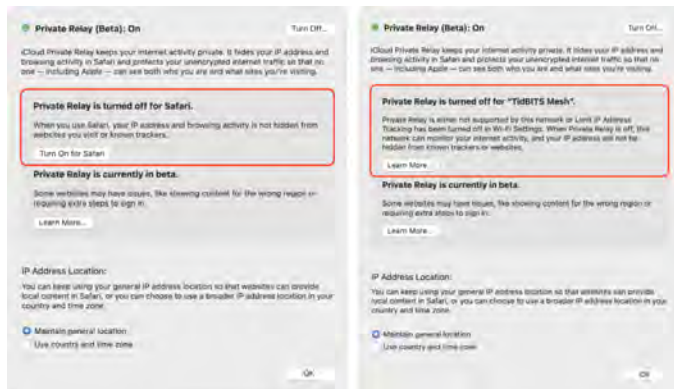 Private Relay (Beta): On
Turn Off...
iCloud Private Relay keeps your internet activity private. It hides your IP address and
browsing activity in Safari and protects your unencrypted internet traffic so that no
one — including Apple — can see both who you are and what sites you're visiting.
Private Relay is turned off for Safari.
When you use Safari, your IP address and browsing activity is not hidden from
websites you visit or known trackers.
Turn On for Safari
Private Relay is currently in beta.
Some websites may have issues, like showing content for the wrong region or
requiring extra steps to sign in.
Learn More...
IP Address Location:
You can keep using your general IP address location so that websites can provide
local content in Safari, or you can choose to use a broader IP address location in your
country and time zone.
Maintain general location
Use country and time zone
OK
Private Relay (Beta): On
Turn Off...
iCloud Private Relay keeps your internet activity private. It hides your IP address and
browsing activity in Safari and protects your unencrypted internet traffic so that no
one — including Apple — can see both who you are and what sites you're visiting.
Private Relay is turned off for "TidBITS Mesh".
Private Relay is either not supported by this network or Limit IP Address
Tracking has been turned off in Wi-Fi Settings. When Private Relay is off, this
network can monitor your internet activity, and your IP address will not be
hidden from known trackers or websites.
Learn More...
Private Relay is currently in beta.
Some websites may have issues, like showing content for the wrong region or
requiring extra steps to sign in.
Learn More...
IP Address Location:
You can keep using your general IP address location so that websites can provide
local content in Safari, or you can choose to use a broader IP address location in your
country and time zone.
Maintain general location
Use country and time zone
OK